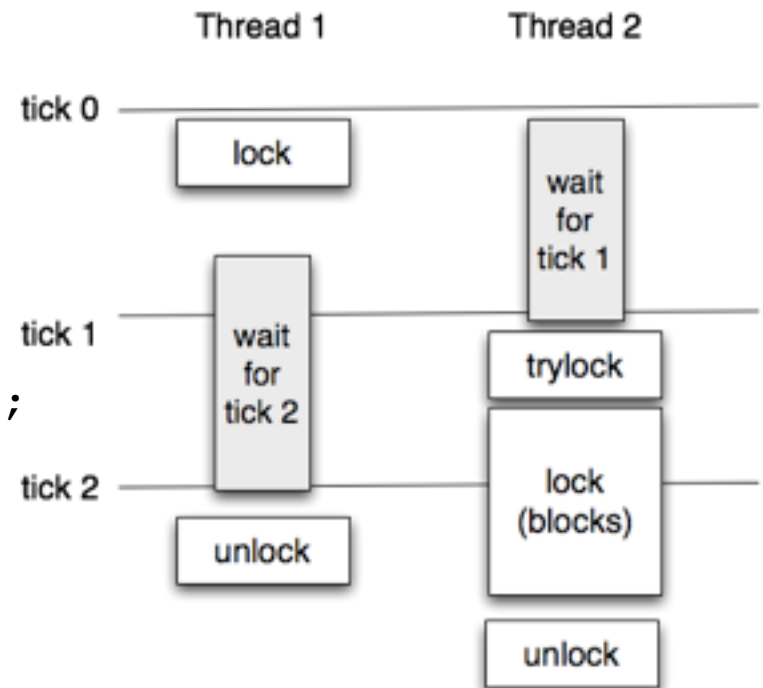 Thread 1
Thread 2
tick 0
lock
wait
for
tick 1
tick 1
wait
for
tick 2
trylock
;
tick 2
lock
(blocks)
unlock
unlock